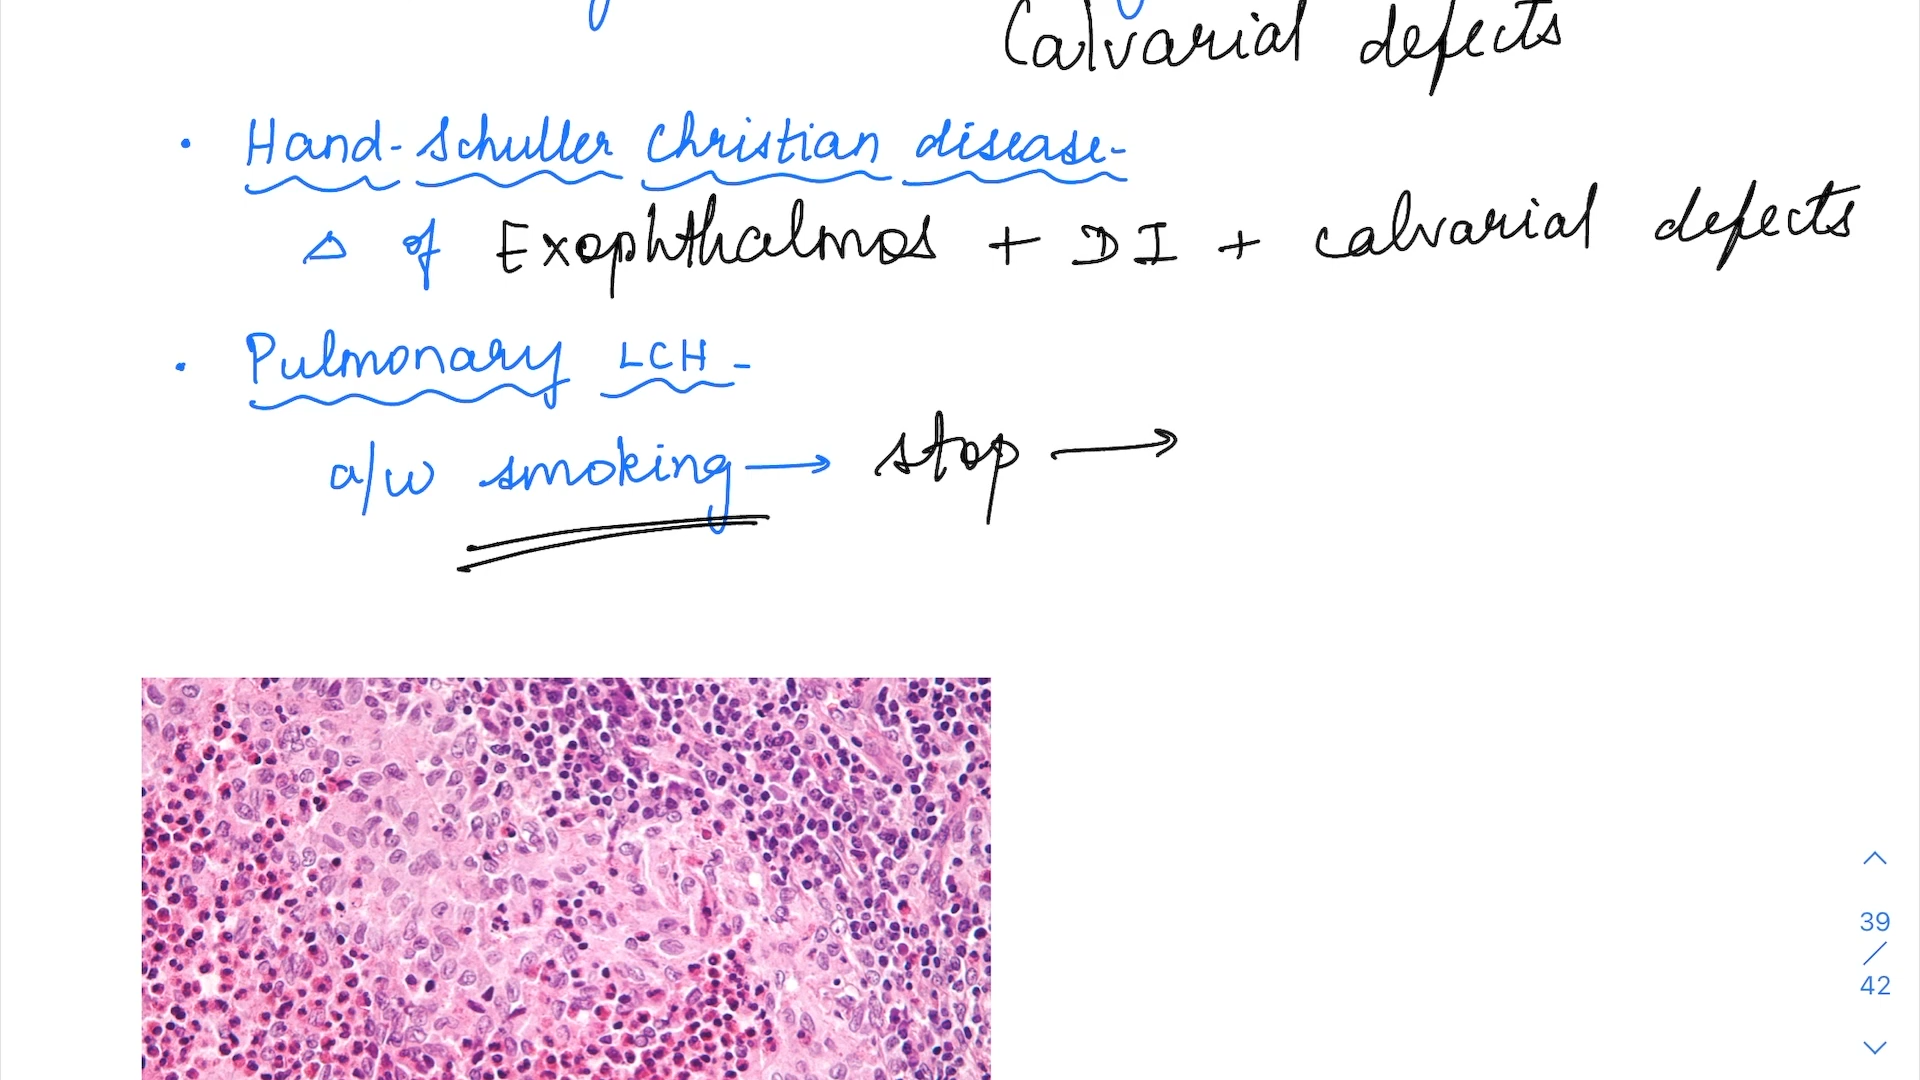 Calvarial defects
• Hand-Schuller Christian disease-
Δ of Exophthalmos + DI + calvarial defects
• Pulmonary LCH -
a/w smoking → stop →
39
/
42